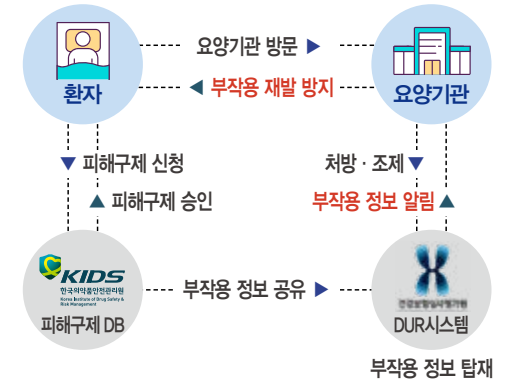 요양기관 방문 ▶
◀ 부작용 재발 방지
환자
요양기관
▼ 피해구제 신청
▲ 피해구제 승인
처방 · 조제 ▼
부작용 정보 알림 ▲
KIDS
한국의약품안전관리원
Korea Institute of Drug Safety &
Risk Management
피해구제 DB
부작용 정보 공유 ▶
DUR시스템
부작용 정보 탑재